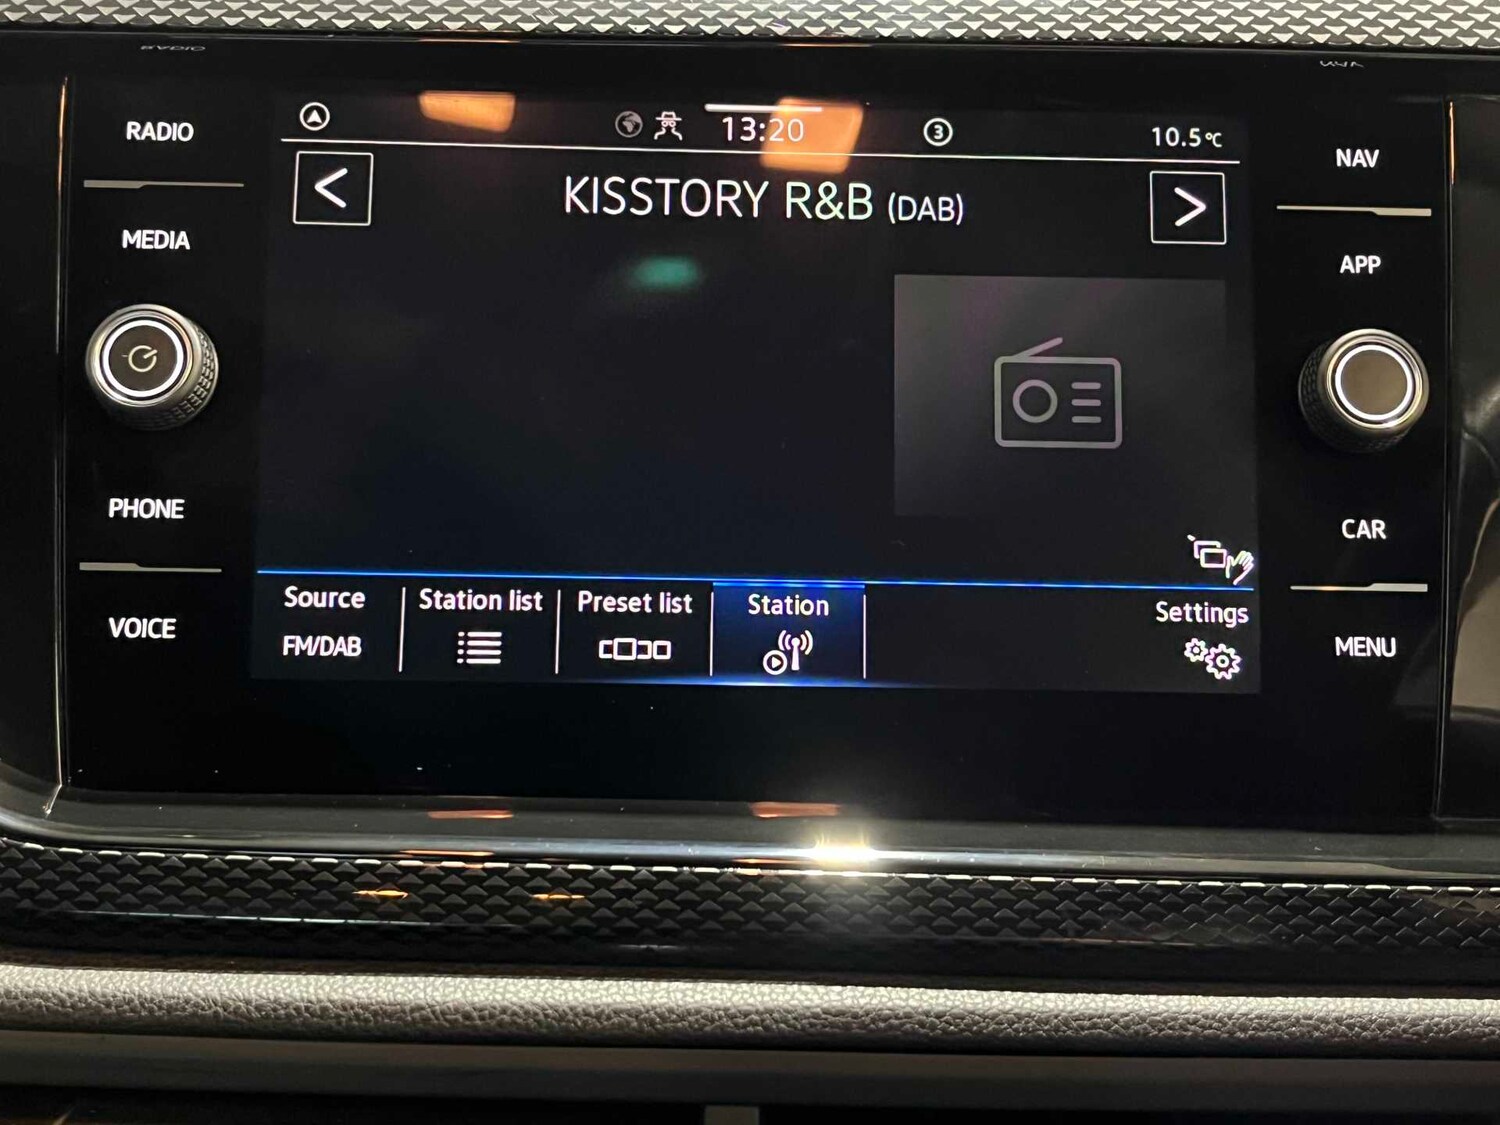 RADIO
MEDIA
PHONE
VOICE
13:20
3
10.5°C
<
KISSTORY R&B (DAB)
>
Source
FM/DAB
Station list
Preset list
Station
Settings
NAV
APP
CAR
MENU